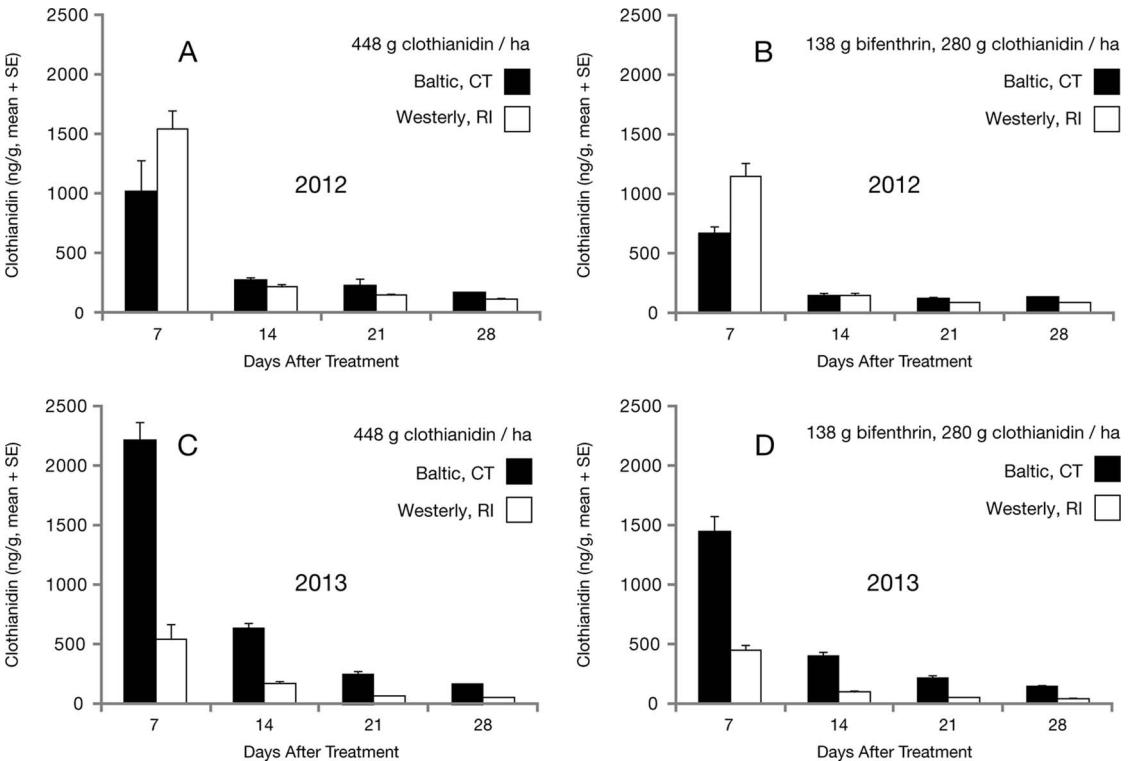 A
448 g clothianidin / ha
Baltic, CT
Westerly, RI
2012
Clothianidin (ng/g, mean + SE)
2500
2000
1500
1000
500
0
7 14 21 28
Days After Treatment
B
138 g bifenthrin, 280 g clothianidin / ha
Baltic, CT
Westerly, RI
2012
Clothianidin (ng/g, mean + SE)
2500
2000
1500
1000
500
0
7 14 21 28
Days After Treatment
C
448 g clothianidin / ha
Baltic, CT
Westerly, RI
2013
Clothianidin (ng/g, mean + SE)
2500
2000
1500
1000
500
0
7 14 21 28
Days After Treatment
D
138 g bifenthrin, 280 g clothianidin / ha
Baltic, CT
Westerly, RI
2013
Clothianidin (ng/g, mean + SE)
2500
2000
1500
1000
500
0
7 14 21 28
Days After Treatment